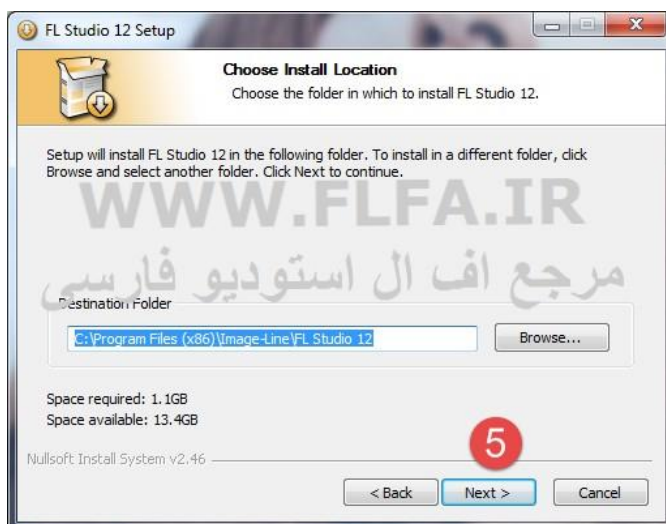 FL Studio 12 Setup
Choose Install Location
Choose the folder in which to install FL Studio 12.
Setup will install FL Studio 12 in the following folder. To install in a different folder, click
Browse and select another folder. Click Next to continue.
WWW.FLFA.IR
مرجع اف ال استودیو فارسی
Destination Folder
C:\Program Files (x86)\Image-Line\FL Studio 12
Browse...
Space required: 1.1GB
Space available: 13.4GB
5
Nullsoft Install System v2.46
< Back Next > Cancel